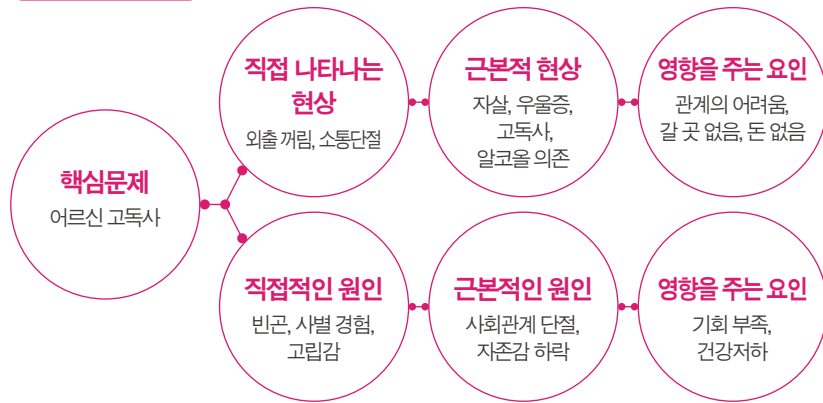 핵심문제
어르신 고독사
직접 나타나는
현상
외출 꺼림, 소통단절
근본적 현상
자살, 우울증,
고독사,
알코올 의존
영향을 주는 요인
관계의 어려움,
갈 곳 없음, 돈 없음
직접적인 원인
빈곤, 사별 경험,
고립감
근본적인 원인
사회관계 단절,
자존감 하락
영향을 주는 요인
기회 부족,
건강저하